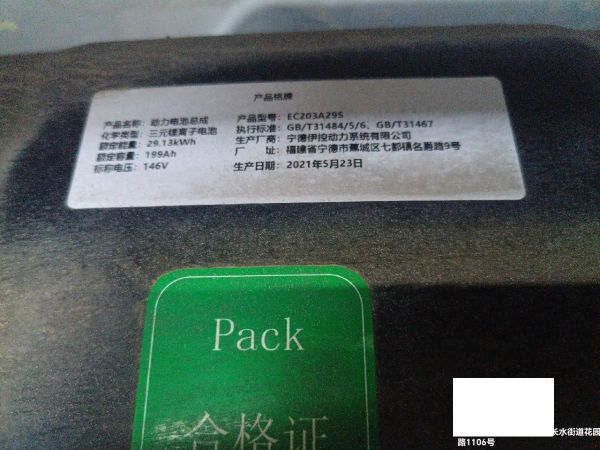 产品铭牌
产品名称：动力电池总成
产品型号：EC203A29S
化学类型：三元锂离子电池
执行标准：GB/T31484/5/6、GB/T31467
额定能量：29.13kWh
生产厂商：宁德伊控动力系统有限公司
额定容量：199Ah
厂 址：福建省宁德市蕉城区七都镇名爵路9号
标称电压：146V
生产日期：2021年5月23日
Pack
合格证
长水街道花园
路1106号